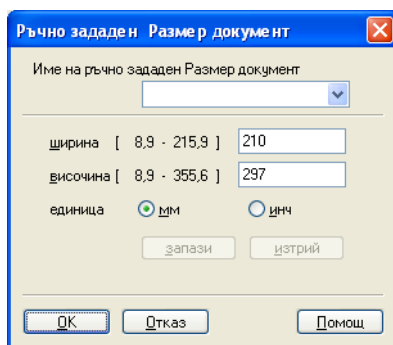 Ръчно зададен Размер документ
Име на ръчно зададен Размер документ
ширина [ 8,9 - 215,9 ] 210
височина [ 8,9 - 355,6 ] 297
единица мм инч
запази изтрий
OK Отказ Помощ